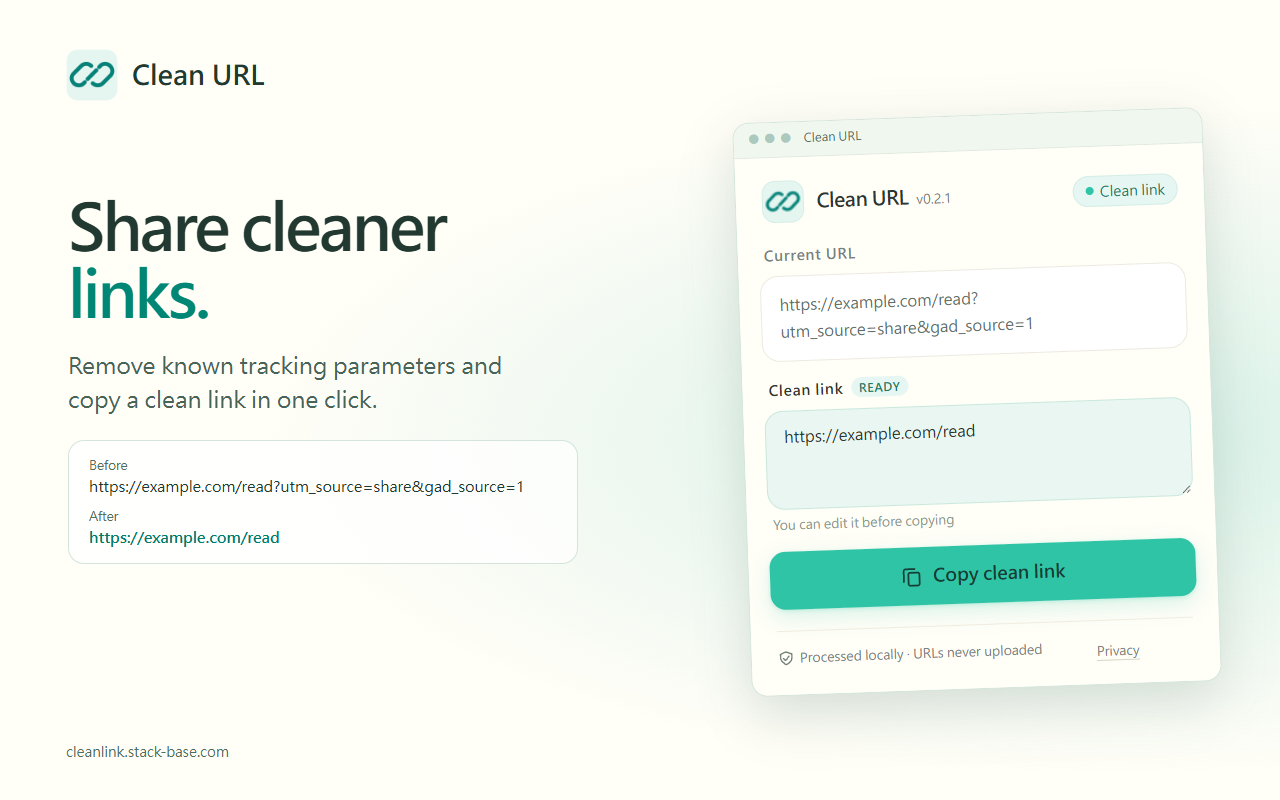 Clean URL
Share cleaner
links.
Remove known tracking parameters and
copy a clean link in one click.
Before
https://example.com/read?utm_source=share&gad_source=1
After
https://example.com/read
cleanlink.stack-base.com
Clean URL
Clean URL v0.2.1
Clean link
Current URL
https://example.com/read?
utm_source=share&gad_source=1
Clean link READY
https://example.com/read
You can edit it before copying
Copy clean link
Processed locally · URLs never uploaded
Privacy